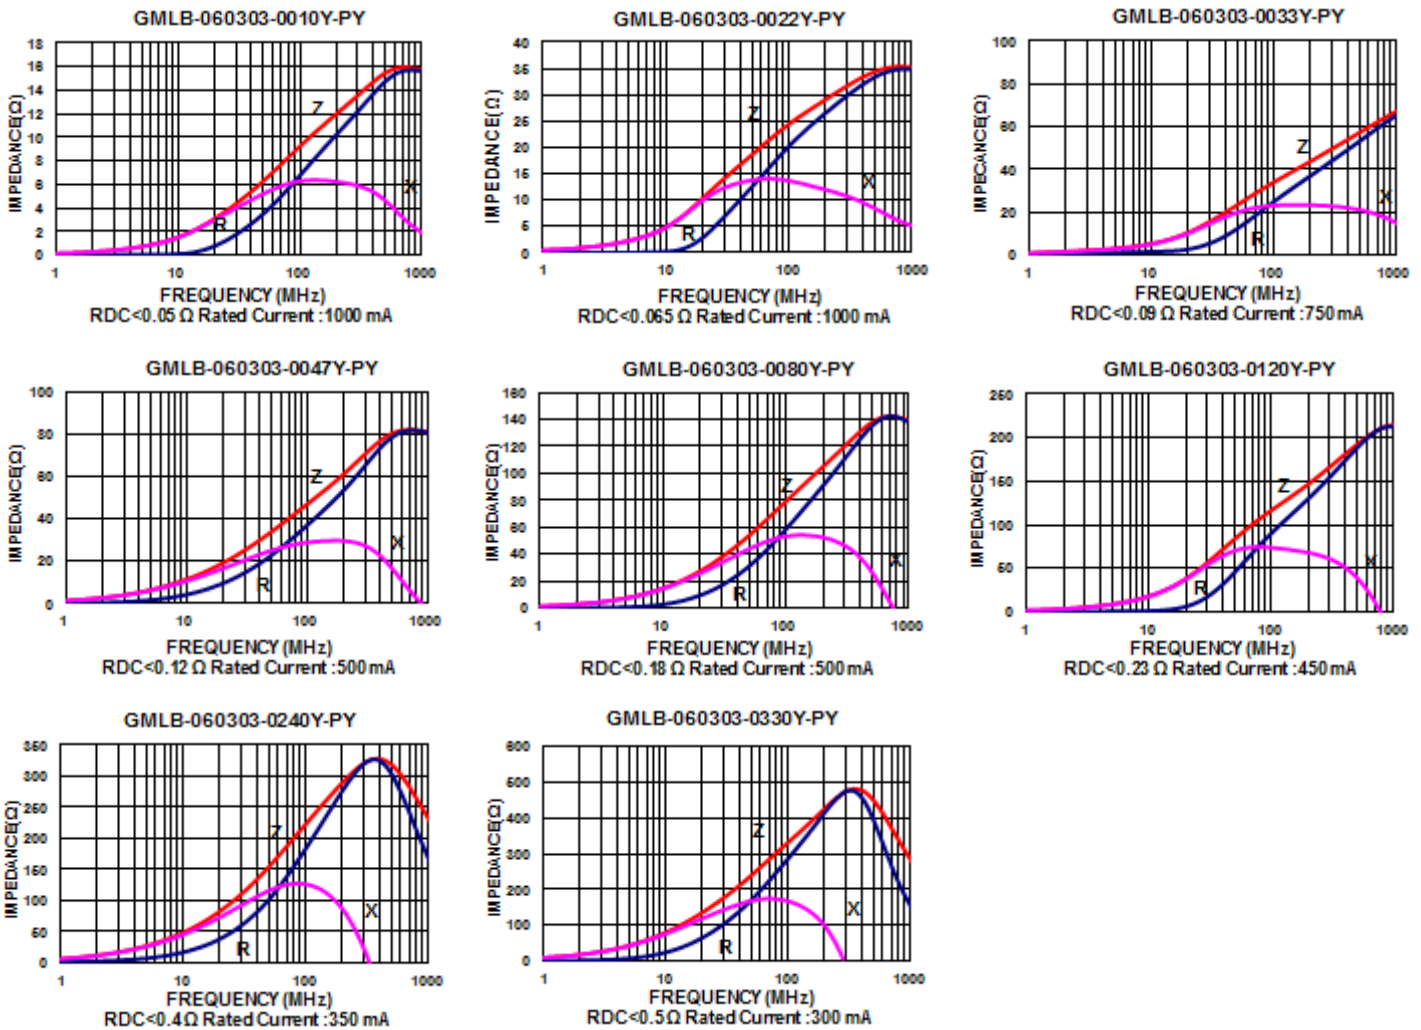 GMLB-060303-0010Y-PY
IMPEDANCE(Ω)
18
16
14
12
10
8
6
4
2
0
Z
R
X
1
10
100
1000
FREQUENCY (MHz)
RDC<0.05 Ω Rated Current :1000 mA
GMLB-060303-0022Y-PY
IMPEDANCE(Ω)
40
35
30
25
20
15
10
5
0
Z
R
X
1
10
100
1000
FREQUENCY (MHz)
RDC<0.065 Ω Rated Current :1000 mA
GMLB-060303-0033Y-PY
IMPECANCE(Ω)
100
80
60
40
20
0
Z
R
X
1
10
100
1000
FREQUENCY (MHz)
RDC<0.09 Ω Rated Current :750 mA
GMLB-060303-0047Y-PY
IMPEDANCE(Ω)
100
80
60
40
20
0
Z
R
X
1
10
100
1000
FREQUENCY (MHz)
RDC<0.12 Ω Rated Current :500 mA
GMLB-060303-0080Y-PY
IMPEDANCE(Ω)
160
140
120
100
80
60
40
20
0
Z
R
X
1
10
100
1000
FREQUENCY (MHz)
RDC<0.18 Ω Rated Current :500 mA
GMLB-060303-0120Y-PY
IMPEDANCE(Ω)
250
200
150
100
50
0
Z
R
X
1
10
100
1000
FREQUENCY (MHz)
RDC<0.23 Ω Rated Current :450 mA
GMLB-060303-0240Y-PY
IMPEDANCE(Ω)
350
300
250
200
150
100
50
0
Z
R
X
1
10
100
1000
FREQUENCY (MHz)
RDC<0.4 Ω Rated Current :350 mA
GMLB-060303-0330Y-PY
IMPEDANCE(Ω)
600
500
400
300
200
100
0
Z
R
X
1
10
100
1000
FREQUENCY (MHz)
RDC<0.5 Ω Rated Current :300 mA